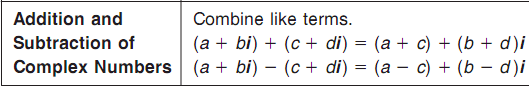 Addition and
Subtraction of
Complex Numbers
Combine like terms.
(a + bi) + (c + di) = (a + c) + (b + d)i
(a + bi) − (c + di) = (a − c) + (b − d)i